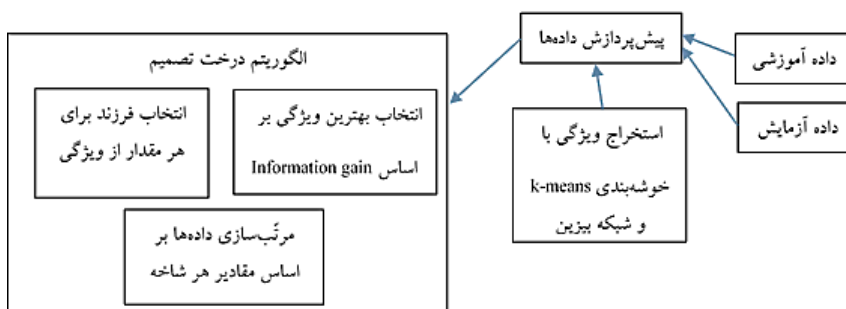 داده آموزشی
داده آزمایش
پیش‌پردازش داده‌ها
استخراج ویژگی با
خوشه‌بندی k-means
و شبکه بیزین
الگوریتم درخت تصمیم
انتخاب بهترین ویژگی بر
اساس Information gain
انتخاب فرزند برای
هر مقدار از ویژگی
مرتّب‌سازی داده‌ها بر
اساس مقادیر هر شاخه